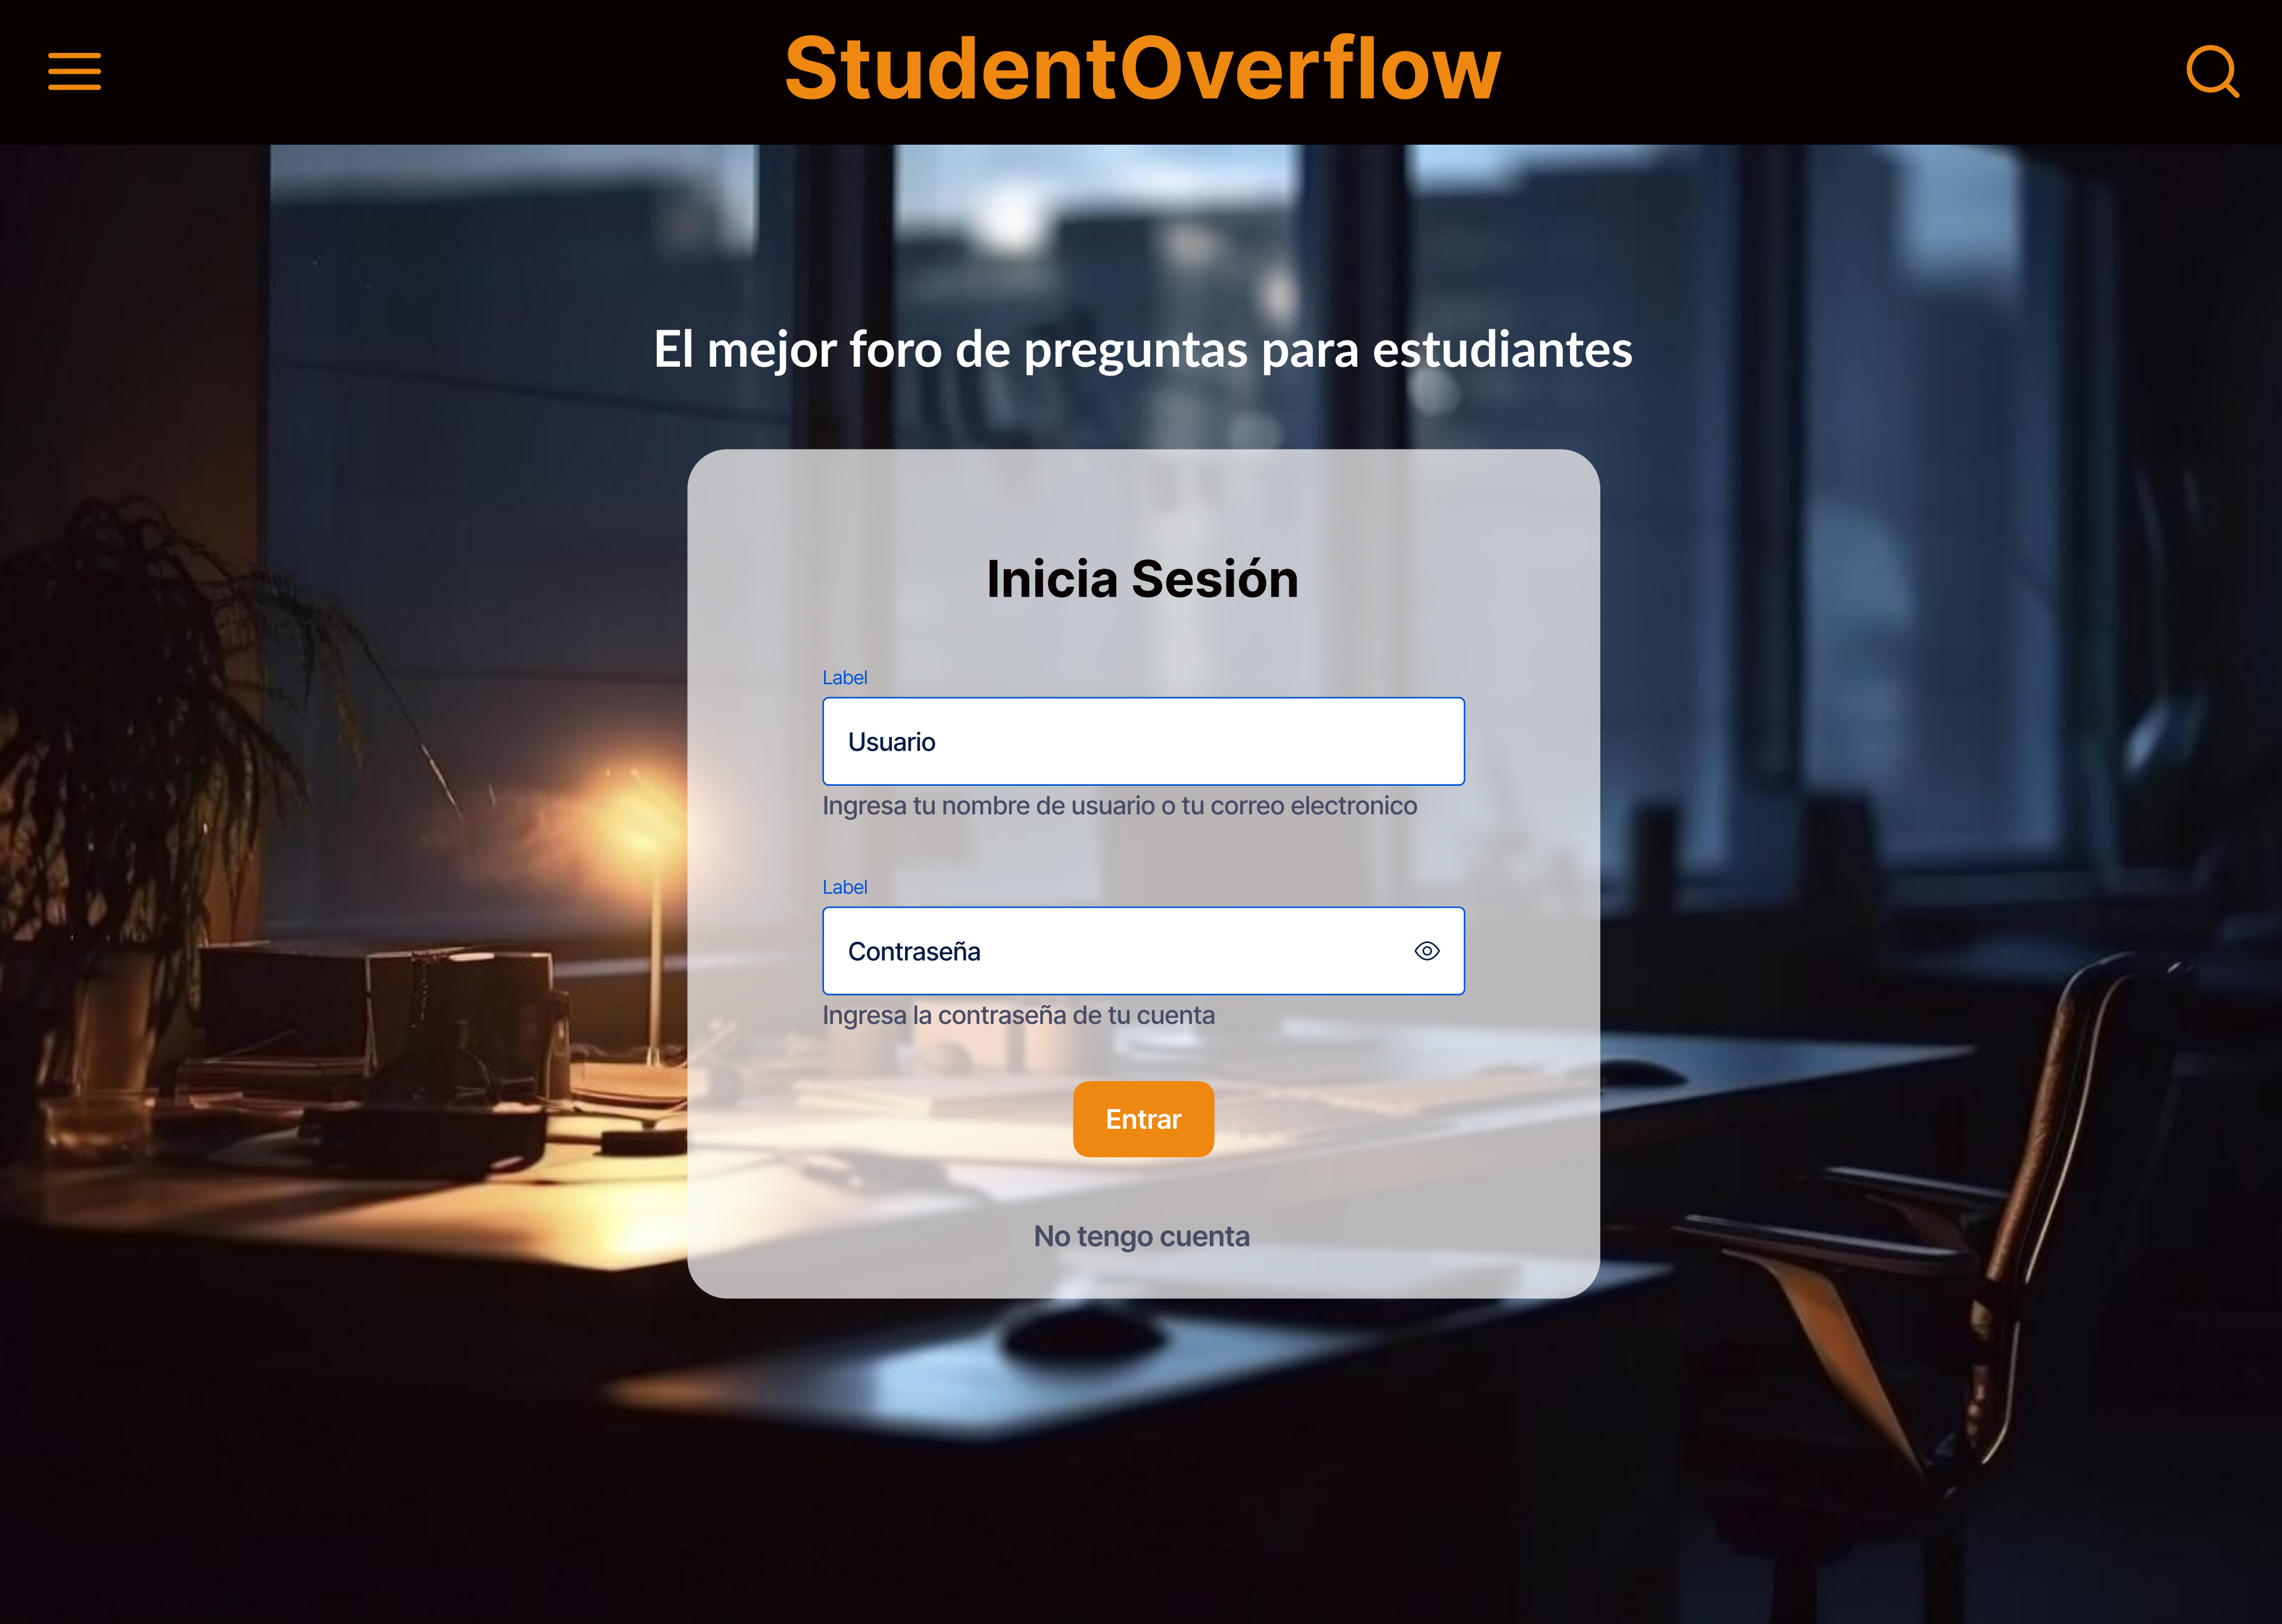 StudentOverflow
El mejor foro de preguntas para estudiantes
Inicia Sesión
Label
Usuario
Ingresa tu nombre de usuario o tu correo electronico
Label
Contraseña
Ingresa la contraseña de tu cuenta
Entrar
No tengo cuenta